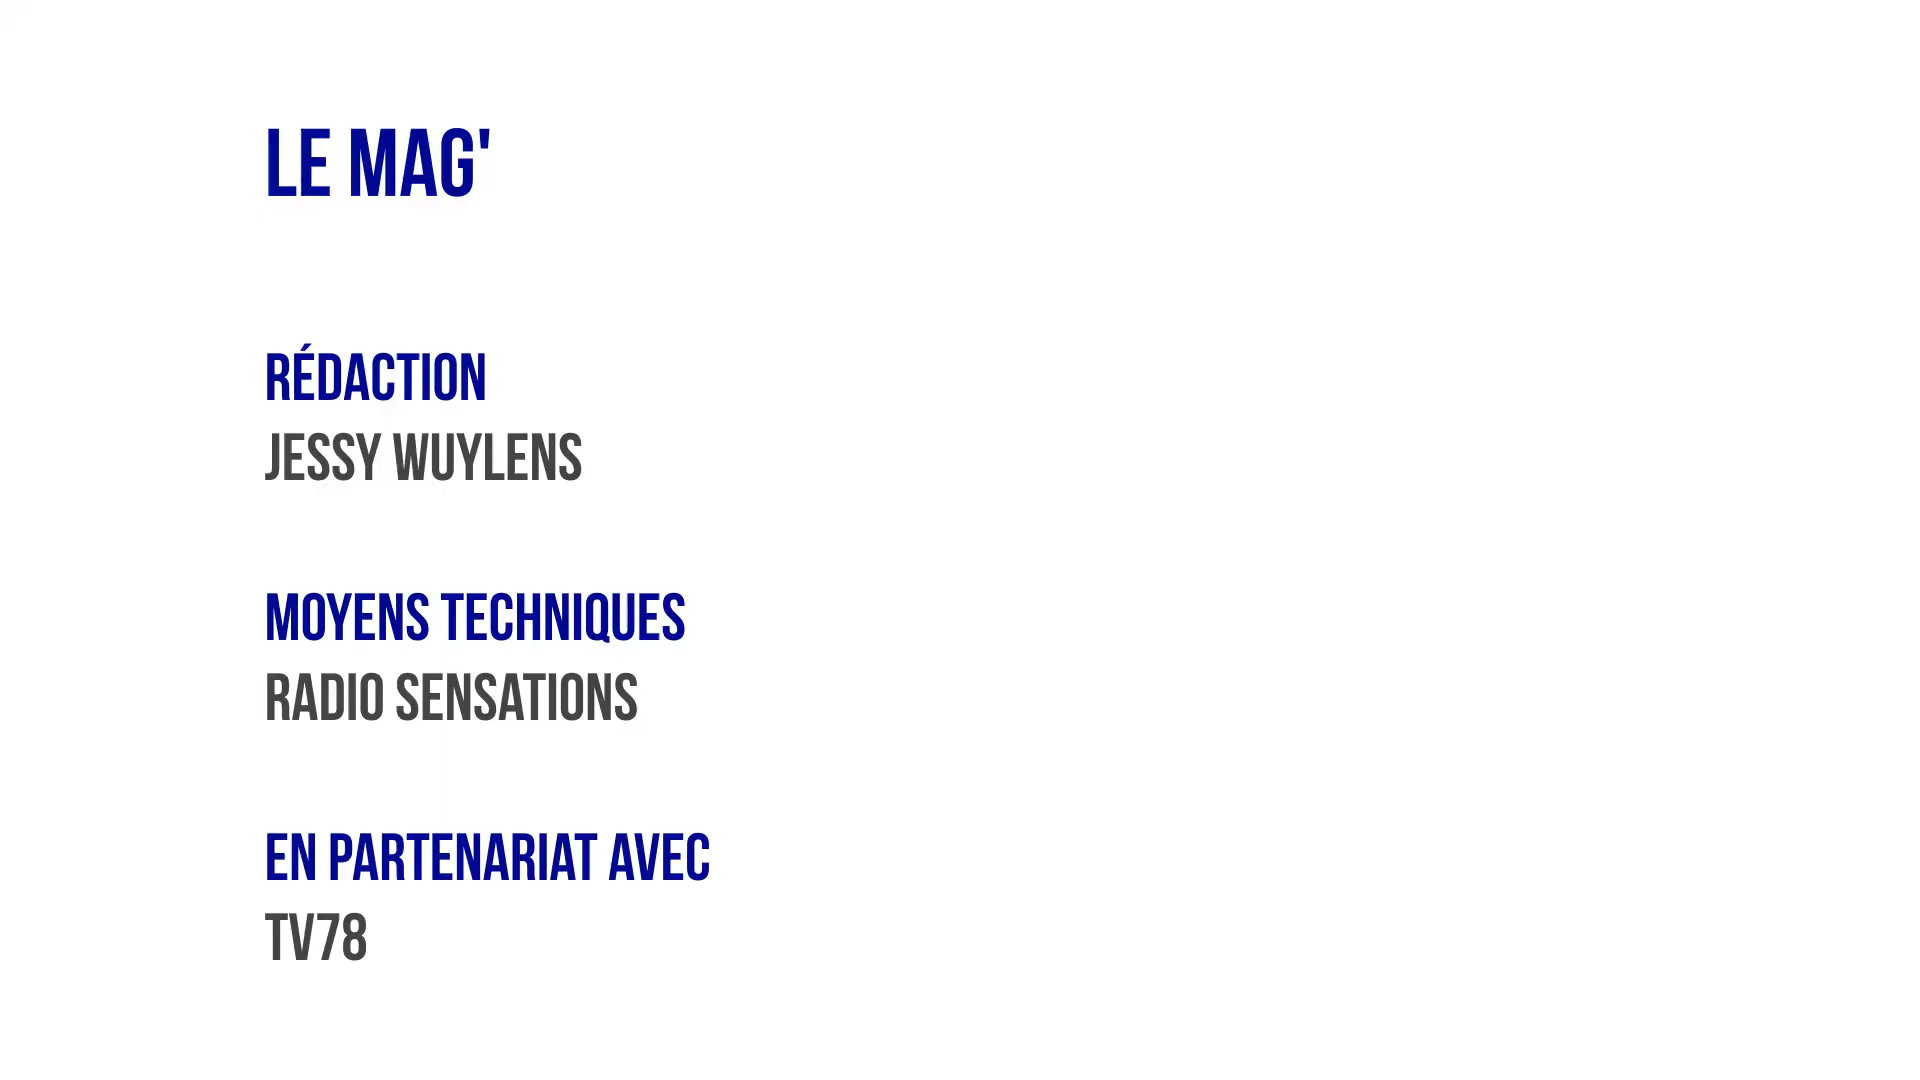 LE MAG'
RÉDACTION
JESSY WUYLENS
MOYENS TECHNIQUES
RADIO SENSATIONS
EN PARTENARIAT AVEC
TV78